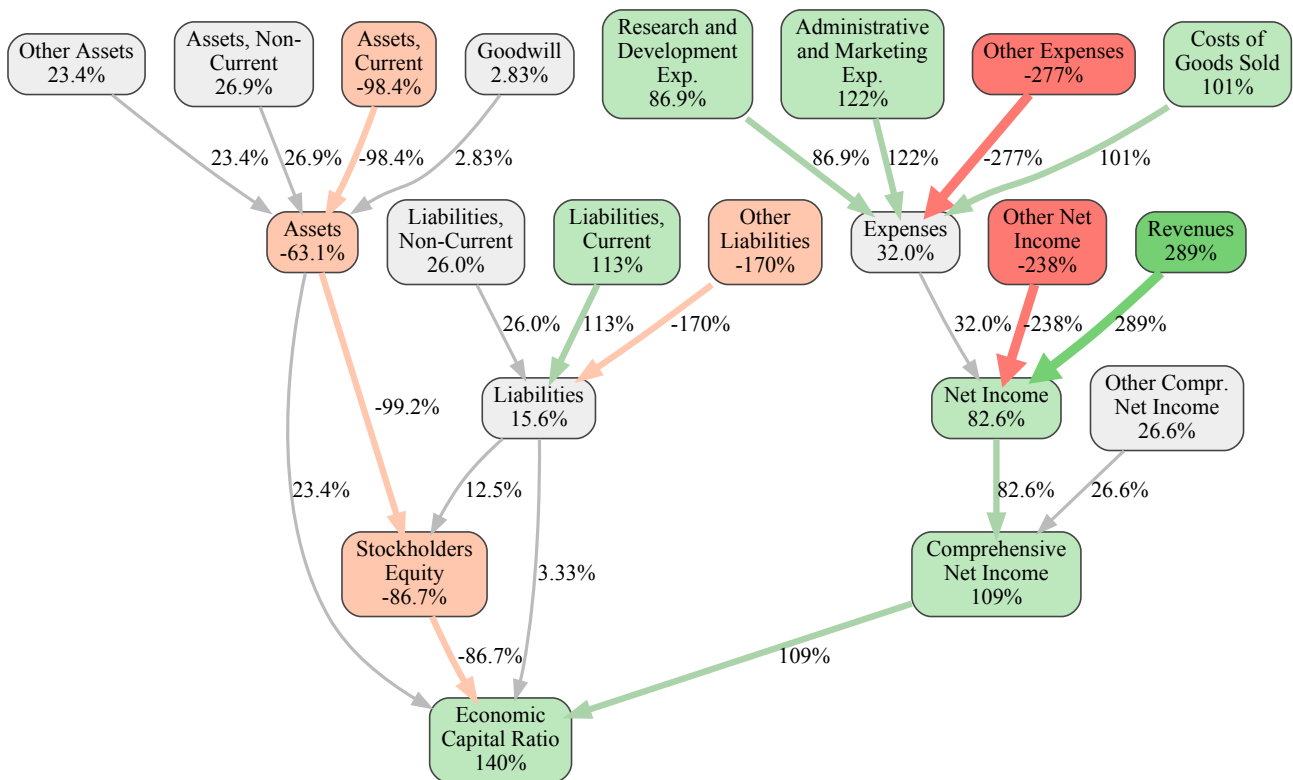 Other Assets
23.4%
Assets, Non-
Current
26.9%
Assets,
Current
-98.4%
Goodwill
2.83%
Research and
Development
Exp.
86.9%
Administrative
and Marketing
Exp.
122%
Other Expenses
-277%
Costs of
Goods Sold
101%
23.4%
26.9%
-98.4%
2.83%
86.9%
122%
-277%
101%
Assets
-63.1%
Liabilities,
Non-Current
26.0%
Liabilities,
Current
113%
Other
Liabilities
-170%
Expenses
32.0%
Other Net
Income
-238%
Revenues
289%
26.0%
113%
-170%
32.0%
-238%
289%
-99.2%
Liabilities
15.6%
Net Income
82.6%
Other Compr.
Net Income
26.6%
23.4%
12.5%
82.6%
26.6%
Stockholders
Equity
-86.7%
3.33%
Comprehensive
Net Income
109%
-86.7%
109%
Economic
Capital Ratio
140%